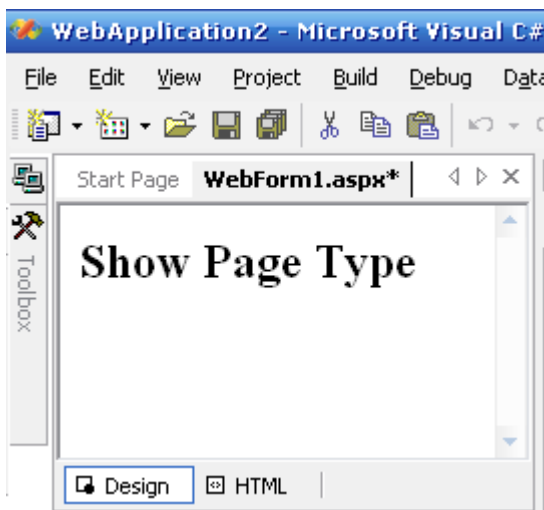 WebApplication2 - Microsoft Visual C#
File Edit View Project Build Debug Data
Start Page WebForm1.aspx*
Toolbox
Show Page Type
Design HTML